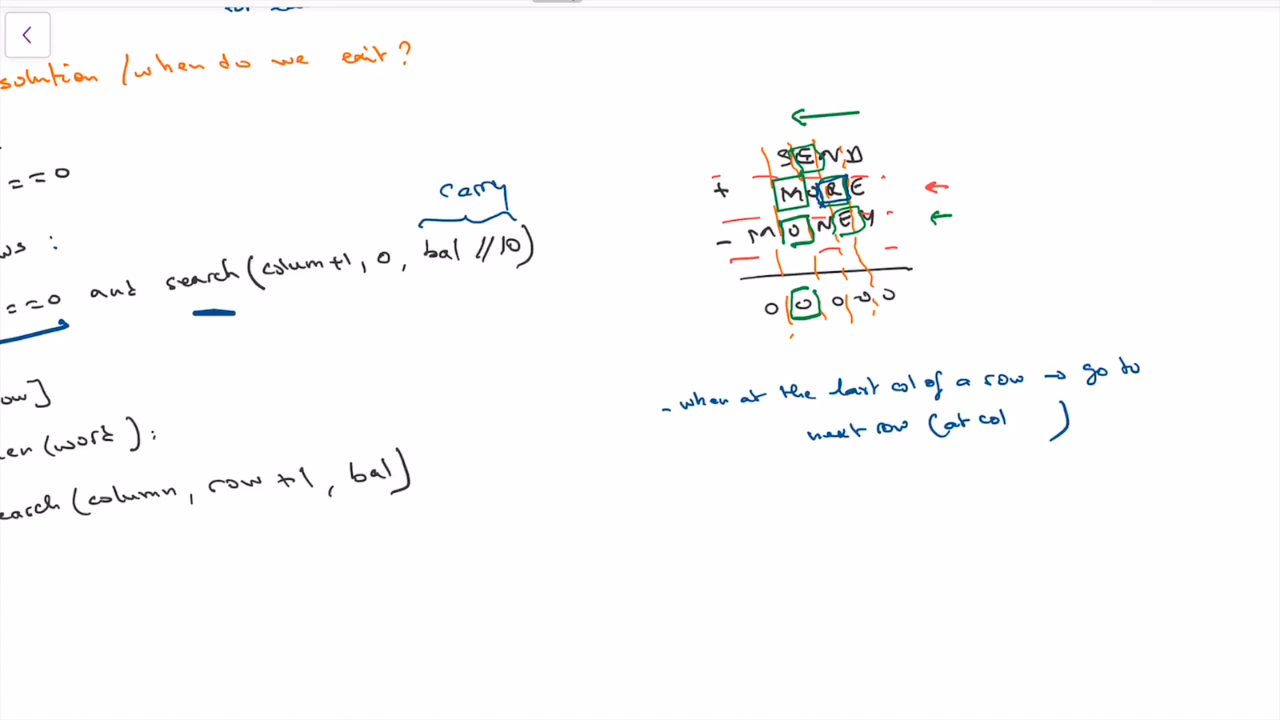 solution / when do we exit?
= = 0
ws :
= = 0 and search (colum+1, 0, bal // 10)
carry
ow]
en (word) :
earch (column, row +1, bal)
SEND
+ MORE
- MONEY
0 0 0 0 0
- when at the last col of a row → go to
next row (at col )